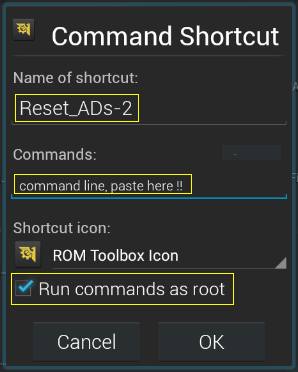 Command Shortcut
Name of shortcut:
Reset_ADs-2
Commands:
command line, paste here !!
Shortcut icon:
ROM Toolbox Icon
Run commands as root
Cancel OK